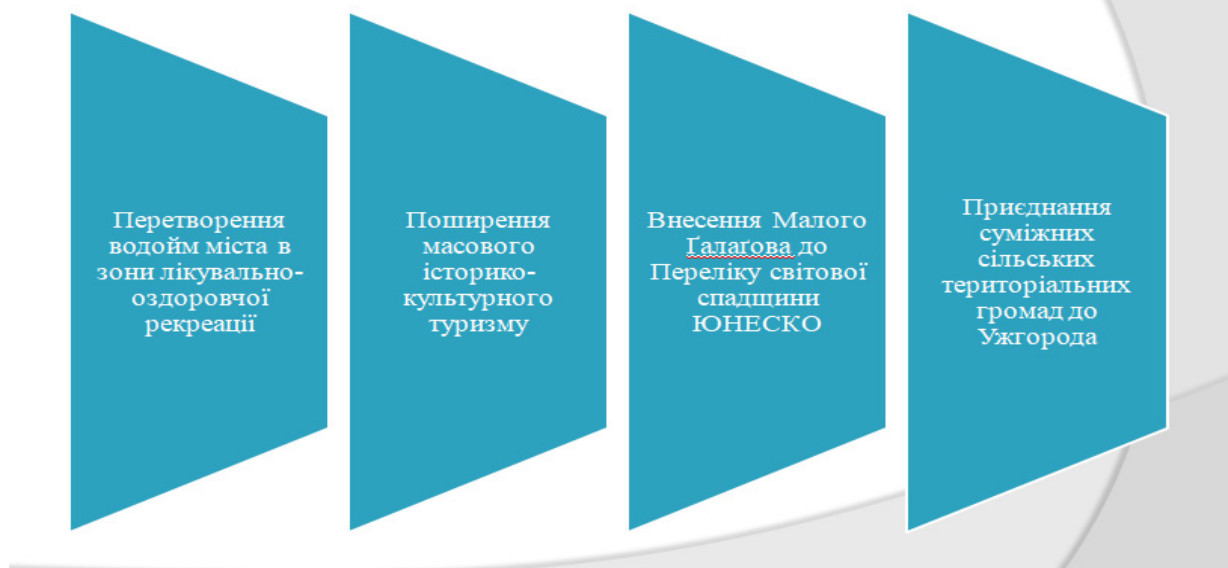 Перетворення
водойм міста в
зони лікувально-
оздоровчої
рекреації
Поширення
масового
історико-
культурного
туризму
Внесення Малого
Ґалаґова до
Переліку світової
спадщини
ЮНЕСКО
Приєднання
суміжних
сільських
територіальних
громад до
Ужгорода